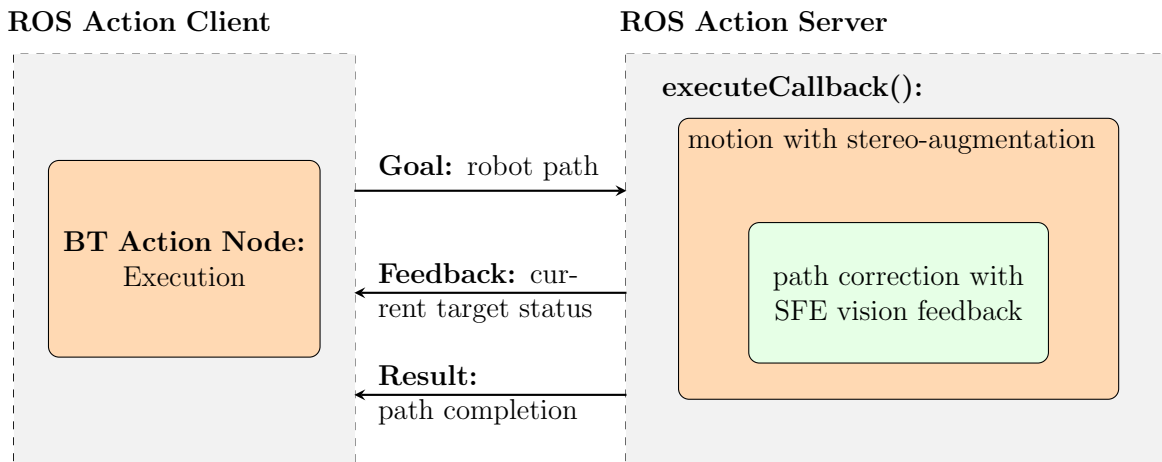 ROS Action Client
ROS Action Server
executeCallback():
motion with stereo-augmentation
Goal: robot path
BT Action Node:
Execution
Feedback: cur-
rent target status
path correction with
SFE vision feedback
Result:
path completion